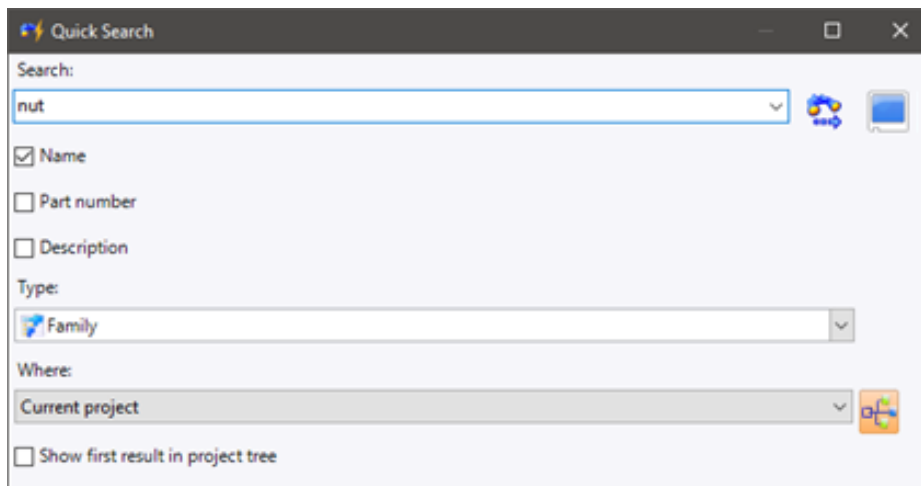 Quick Search
Search:
nut
Name
Part number
Description
Type:
Family
Where:
Current project
Show first result in project tree